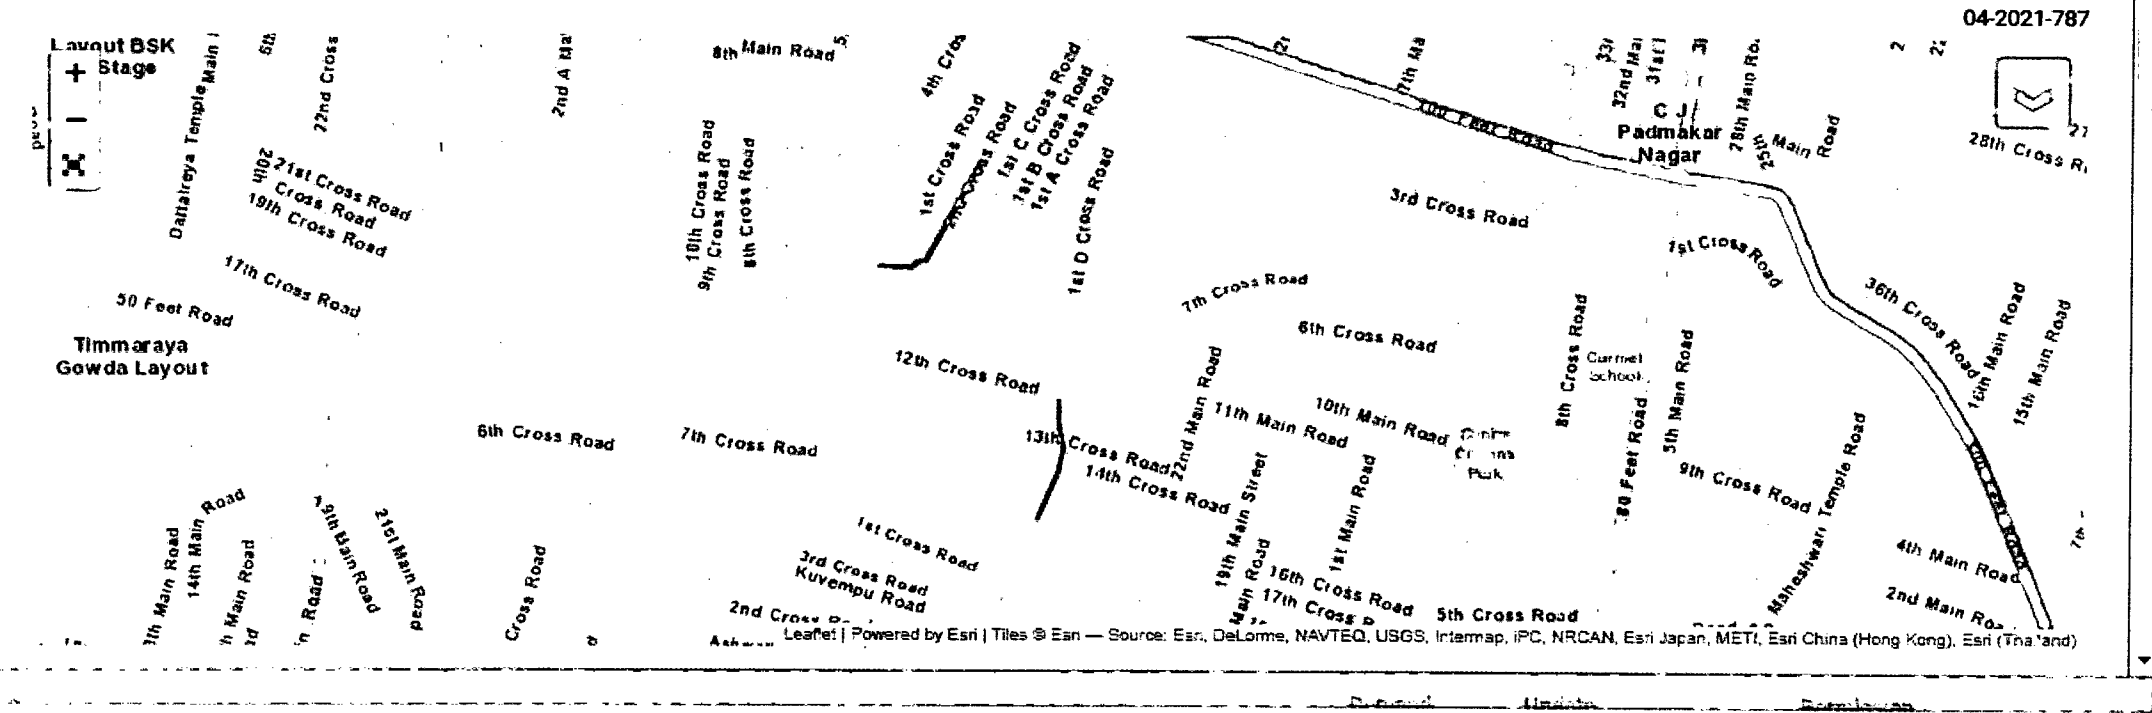 04-2021-787
Layout BSK
Stage
Dattatreya Temple Main
22nd Cross
2nd A
8th Main Road
4th
1st Cross Road
2nd Cross Road
1st C Cross Road
1st B Cross Road
1st A Cross Road
1st D Cross Road
10th Cross Road
9th Cross Road
8th Cross Road
21st Cross Road
20th
Cross Road
19th Cross Road
17th Cross Road
50 Feet Road
Timmaraya
Gowda Layout
100 Feet Road
32nd
31st
C J
Padmakar
Nagar
28th Main
25th Main Road
28th Cross
3rd Cross Road
1st Cross Road
36th Cross Road
16th Main Road
15th Main Road
7th Cross Road
6th Cross Road
8th Cross Road
Carmel
School
5th Main Road
80 Feet Road
12th Cross Road
22nd Main Road
11th Main Road
10th Main Road
Park
6th Cross Road
7th Cross Road
13th Cross Road
14th Cross Road
9th Cross Road
Maheshwari Temple Road
19th Main Street
1st Main Road
14th Main Road
Main Road
Main Road
19th Main Road
21st Main Road
Cross Road
1st Cross Road
3rd Cross Road
Kuvempu Road
2nd Cross
Main Road
16th Cross Road
17th Cross
5th Cross Road
4th Main Road
2nd Main
Leaflet | Powered by Esri | Tiles © Esri — Source: Esri, DeLorme, NAVTEQ, USGS, Intermap, iPC, NRCAN, Esri Japan, METI, Esri China (Hong Kong), Esri (Thailand)